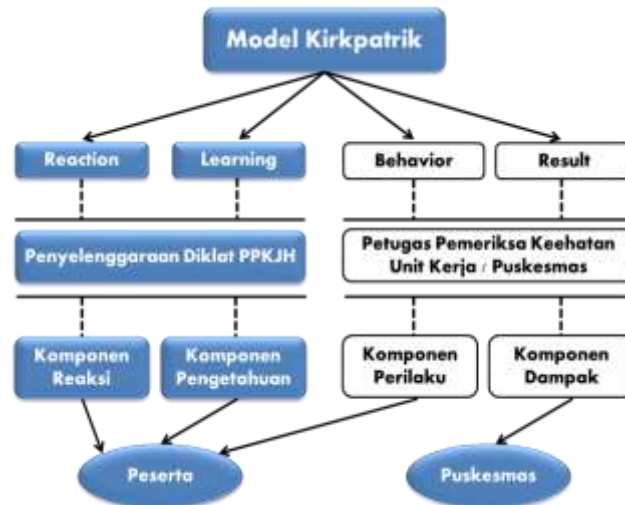 Model Kirkpatrik
Reaction
Learning
Behavior
Result
Penyelenggaraan Diklat PPKJH
Petugas Pemeriksa Keehatan
Unit Kerja / Puskesmas
Komponen
Reaksi
Komponen
Pengetahuan
Komponen
Perilaku
Komponen
Dampak
Peserta
Puskesmas